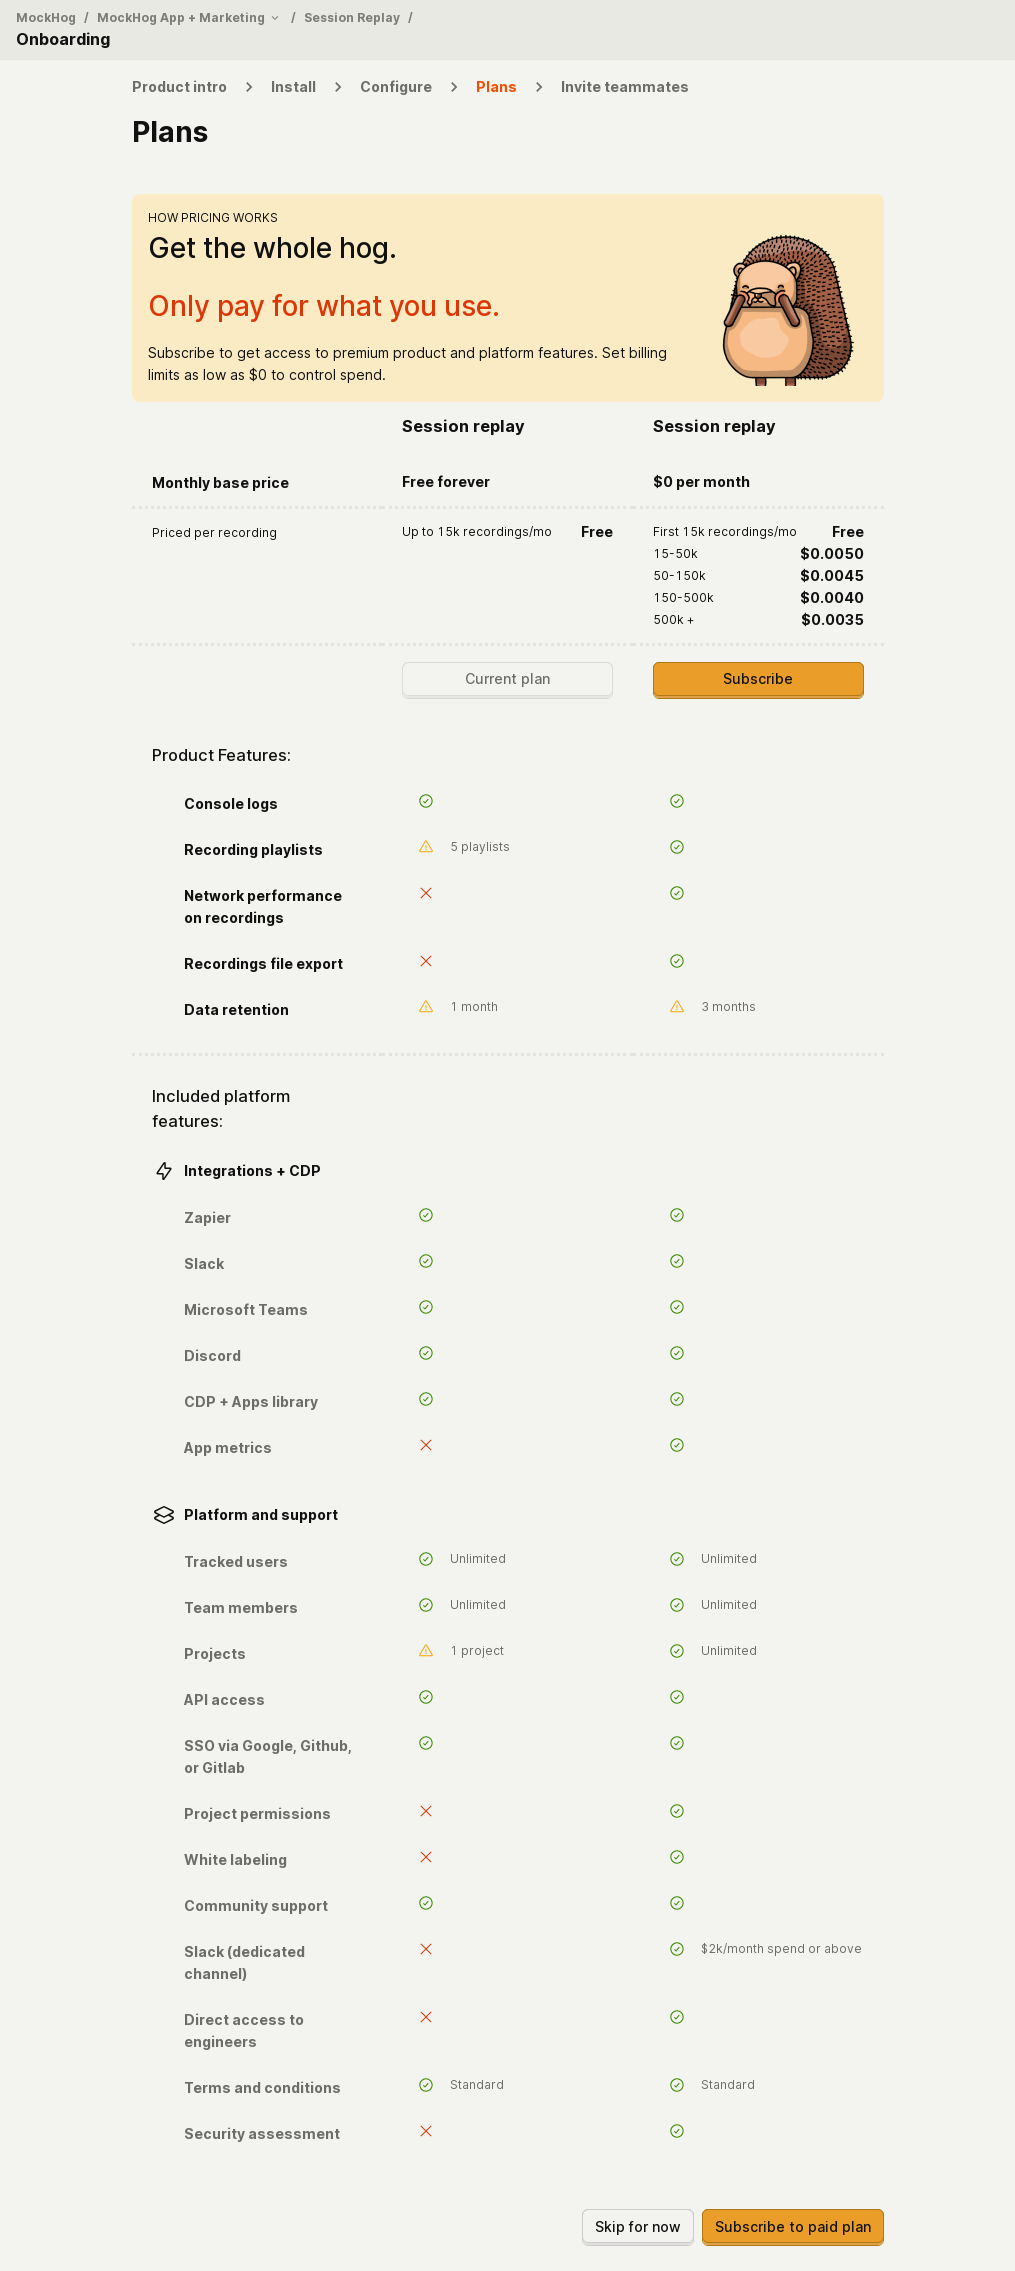 MockHog / MockHog App + Marketing / Session Replay /
Onboarding
Product intro > Install > Configure > Plans > Invite teammates
Plans
HOW PRICING WORKS
Get the whole hog.
Only pay for what you use.
Subscribe to get access to premium product and platform features. Set billing
limits as low as $0 to control spend.
Session replay Session replay
Monthly base price Free forever $0 per month
Priced per recording Up to 15k recordings/mo Free First 15k recordings/mo Free
15-50k $0.0050
50-150k $0.0045
150-500k $0.0040
500k + $0.0035
Current plan Subscribe
Product Features:
Console logs
Recording playlists 5 playlists
Network performance
on recordings
Recordings file export
Data retention 1 month 3 months
Included platform
features:
Integrations + CDP
Zapier
Slack
Microsoft Teams
Discord
CDP + Apps library
App metrics
Platform and support
Tracked users Unlimited Unlimited
Team members Unlimited Unlimited
Projects 1 project Unlimited
API access
SSO via Google, Github,
or Gitlab
Project permissions
White labeling
Community support
Slack (dedicated $2k/month spend or above
channel)
Direct access to
engineers
Terms and conditions Standard Standard
Security assessment
Skip for now Subscribe to paid plan